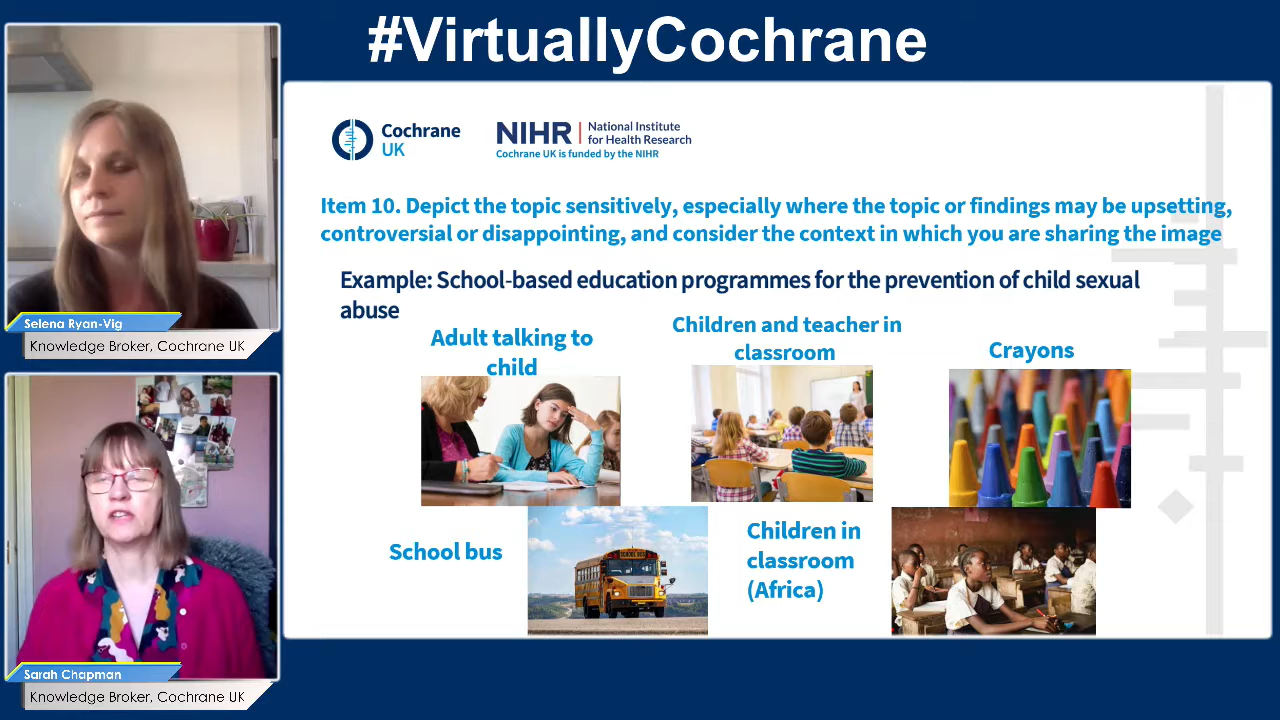 #VirtuallyCochrane
Cochrane
UK
NIHR | National Institute
for Health Research
Cochrane UK is funded by the NIHR
Item 10. Depict the topic sensitively, especially where the topic or findings may be upsetting,
controversial or disappointing, and consider the context in which you are sharing the image
Example: School-based education programmes for the prevention of child sexual
abuse
Adult talking to
child
Children and teacher in
classroom
Crayons
School bus
SCHOOL BUS
Children in
classroom
(Africa)
Selena Ryan-Vig
Knowledge Broker, Cochrane UK
Sarah Chapman
Knowledge Broker, Cochrane UK